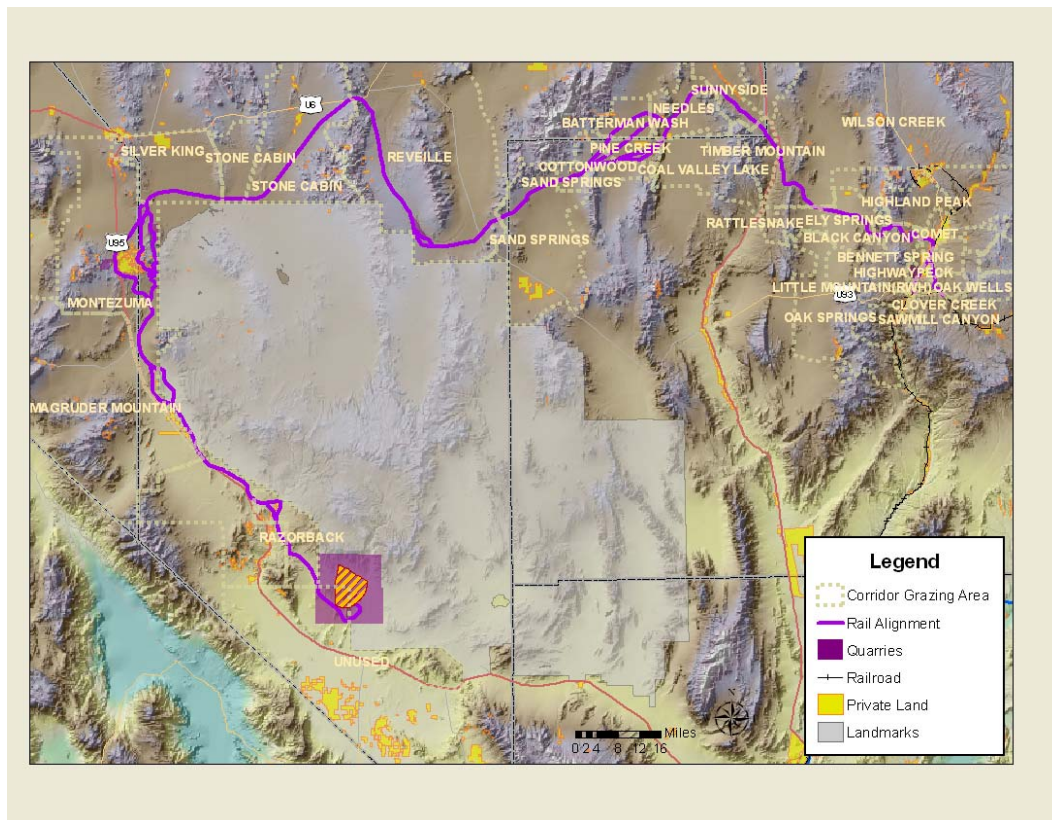 SUNNYSIDE
U6
NEEDLES
BATTERMAN WASH
WILSON CREEK
SILVER KING
STONE CABIN
REVEILLE
PINE CREEK
TIMBER MOUNTAIN
COTTONWOOD
COAL VALLEY LAKE
STONE CABIN
SAND SPRINGS
HIGHLAND PEAK
RATTLESNAKE
ELY SPRINGS
U95
SAND SPRINGS
BLACK CANYON
COMET
BENNETT SPRING
HIGHWAY
PECK
LITTLE MOUNTAIN
OAK WELLS
MONTEZUMA
U93
CLOVER CREEK
OAK SPRINGS
SAWMILL CANYON
MAGRUDER MOUNTAIN
RAZORBACK
UNUSED
Legend
Corridor Grazing Area
Rail Alignment
Quarries
Railroad
Private Land
Landmarks
N
Miles
0 2 4 8 12 16